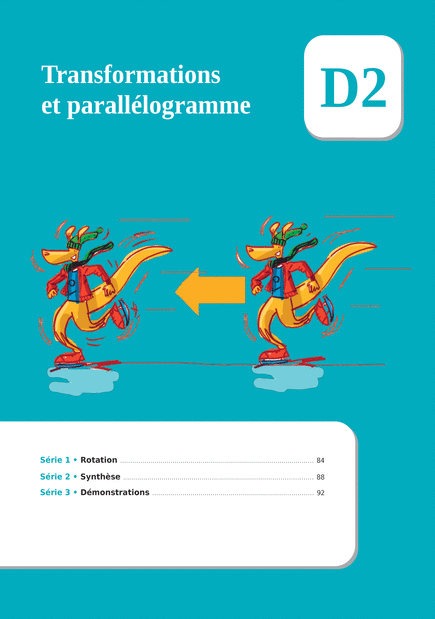 Transformations
et parallélogramme
D2
Série 1 • Rotation ........................................................................ 84
Série 2 • Synthèse ....................................................................... 88
Série 3 • Démonstrations ............................................................ 92